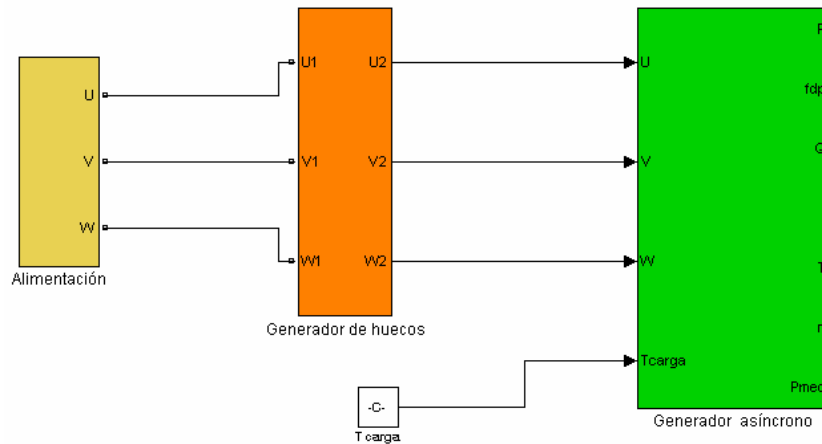 U
V
W
Alimentación
U1
V1
W1
U2
V2
W2
Generador de huecos
-C-
T carga
U
V
W
Tcarga
fdp
Pmec
Generador asíncrono